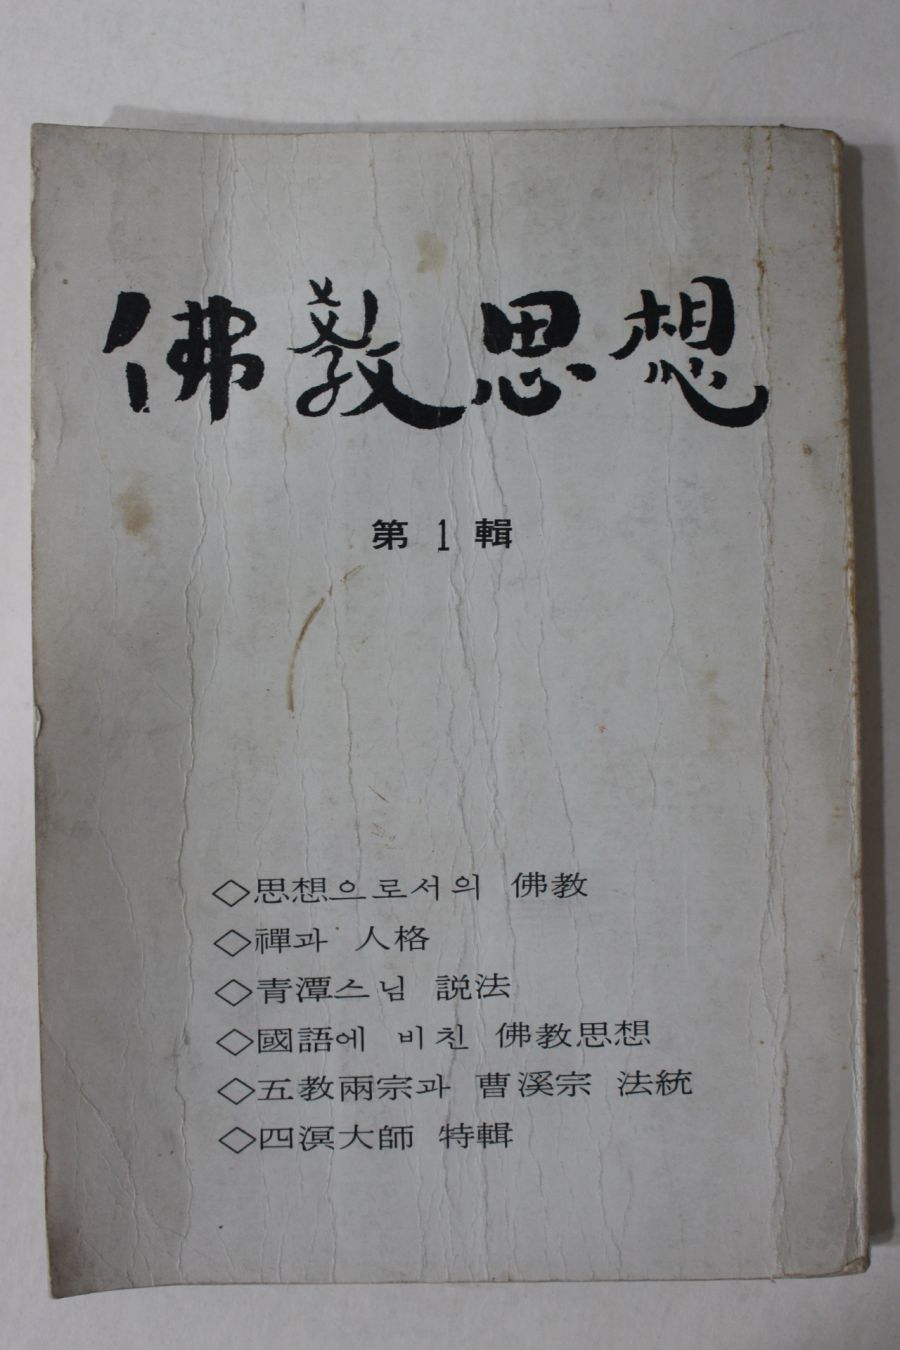 佛敎思想
第 1 輯
◇思想으로서의 佛教
◇禪과 人格
◇青潭스님 説法
◇國語에 비친 佛教思想
◇五教兩宗과 曹溪宗 法統
◇四溟大師 特輯